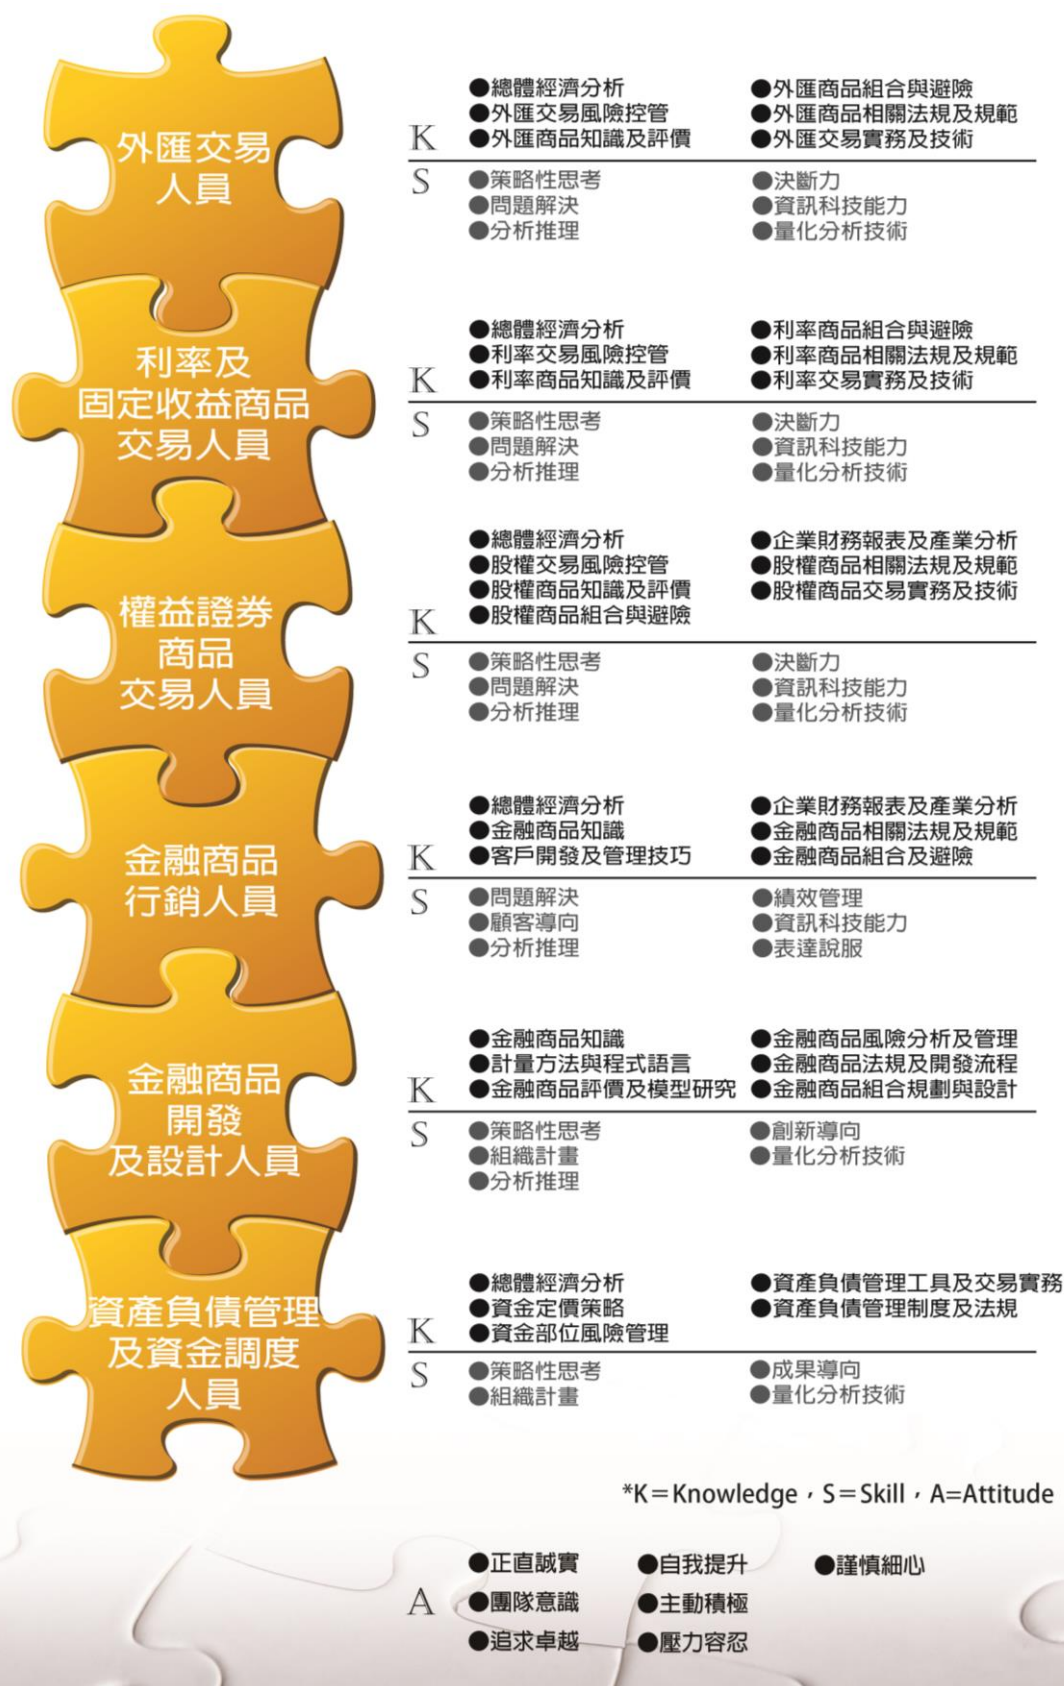 外匯交易
人員
●總體經濟分析 ●外匯商品組合與避險
●外匯交易風險控管 ●外匯商品相關法規及規範
K ●外匯商品知識及評價 ●外匯交易實務及技術
S ●策略性思考 ●決斷力
●問題解決 ●資訊科技能力
●分析推理 ●量化分析技術
利率及
固定收益商品
交易人員
●總體經濟分析 ●利率商品組合與避險
●利率交易風險控管 ●利率商品相關法規及規範
K ●利率商品知識及評價 ●利率交易實務及技術
S ●策略性思考 ●決斷力
●問題解決 ●資訊科技能力
●分析推理 ●量化分析技術
權益證券
商品
交易人員
●總體經濟分析 ●企業財務報表及產業分析
●股權交易風險控管 ●股權商品相關法規及規範
●股權商品知識及評價 ●股權商品交易實務及技術
K ●股權商品組合與避險
S ●策略性思考 ●決斷力
●問題解決 ●資訊科技能力
●分析推理 ●量化分析技術
金融商品
行銷人員
●總體經濟分析 ●企業財務報表及產業分析
●金融商品知識 ●金融商品相關法規及規範
K ●客戶開發及管理技巧 ●金融商品組合及避險
S ●問題解決 ●績效管理
●顧客導向 ●資訊科技能力
●分析推理 ●表達說服
金融商品
開發
及設計人員
●金融商品知識 ●金融商品風險分析及管理
●計量方法與程式語言 ●金融商品法規及開發流程
K ●金融商品評價及模型研究 ●金融商品組合規劃與設計
S ●策略性思考 ●創新導向
●組織計畫 ●量化分析技術
●分析推理
資產負債管理
及資金調度
人員
●總體經濟分析 ●資產負債管理工具及交易實務
●資金定價策略 ●資產負債管理制度及法規
K ●資金部位風險管理
S ●策略性思考 ●成果導向
●組織計畫 ●量化分析技術
*K=Knowledge，S=Skill，A=Attitude
●正直誠實 ●自我提升 ●謹慎細心
A ●團隊意識 ●主動積極
●追求卓越 ●壓力容忍